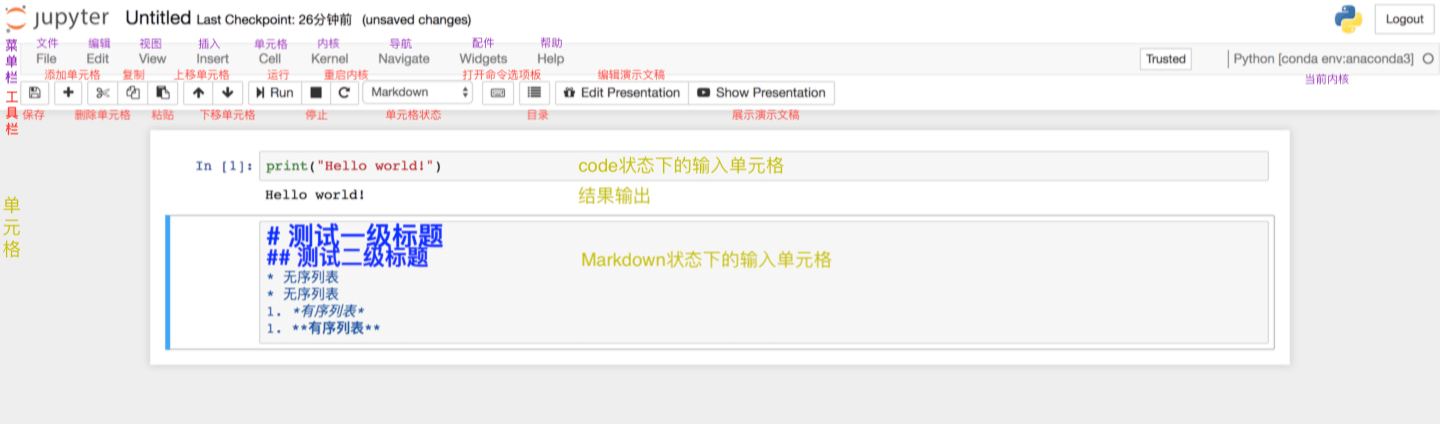 jupyter Untitled Last Checkpoint: 26分钟前 (unsaved changes) Logout
菜单栏
文件 编辑 视图 插入 单元格 内核 导航 配件 帮助
File Edit View Insert Cell Kernel Navigate Widgets Help Trusted Python [conda env:anaconda3]
当前内核
添加单元格 复制 上移单元格 运行 重启内核 打开命令选项板 编辑演示文稿
工具栏
Run Markdown Edit Presentation Show Presentation
保存 删除单元格 粘贴 下移单元格 停止 单元格状态 目录 展示演示文稿
单元格
In [1]: print("Hello world!") code状态下的输入单元格
Hello world! 结果输出
# 测试一级标题
## 测试二级标题
Markdown状态下的输入单元格
* 无序列表
* 无序列表
1. *有序列表*
1. **有序列表**